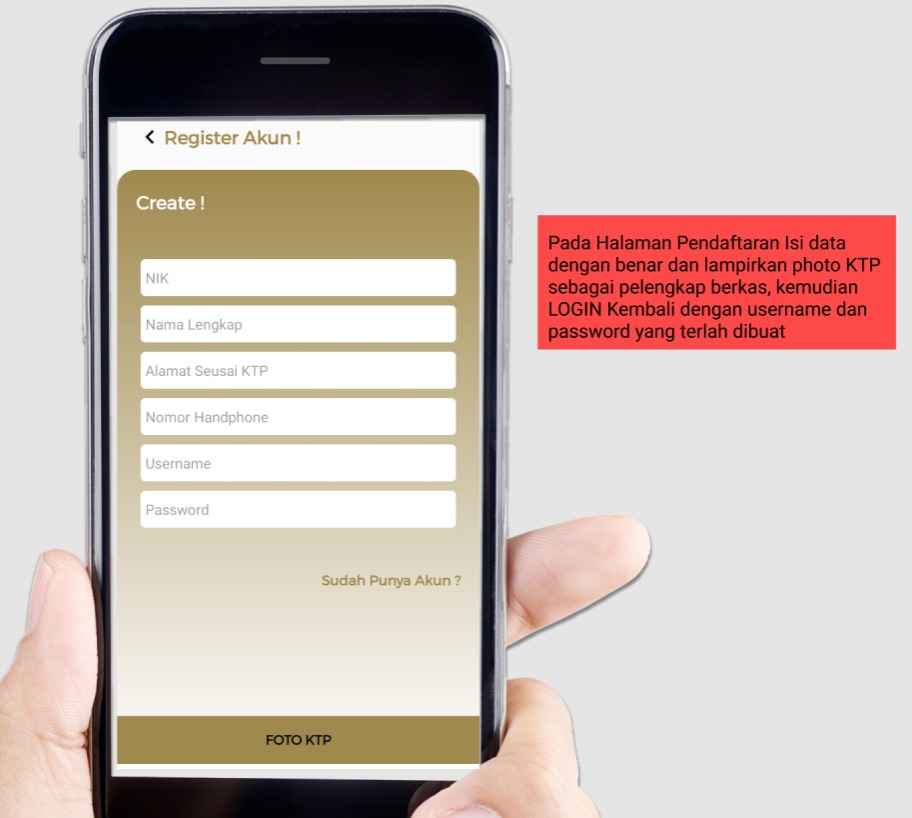 Register Akun !
Create !
NIK
Nama Lengkap
Alamat Seusai KTP
Nomor Handphone
Username
Password
Sudah Punya Akun ?
FOTO KTP
Pada Halaman Pendaftaran Isi data
dengan benar dan lampirkan photo KTP
sebagai pelengkap berkas, kemudian
LOGIN Kembali dengan username dan
password yang terlah dibuat